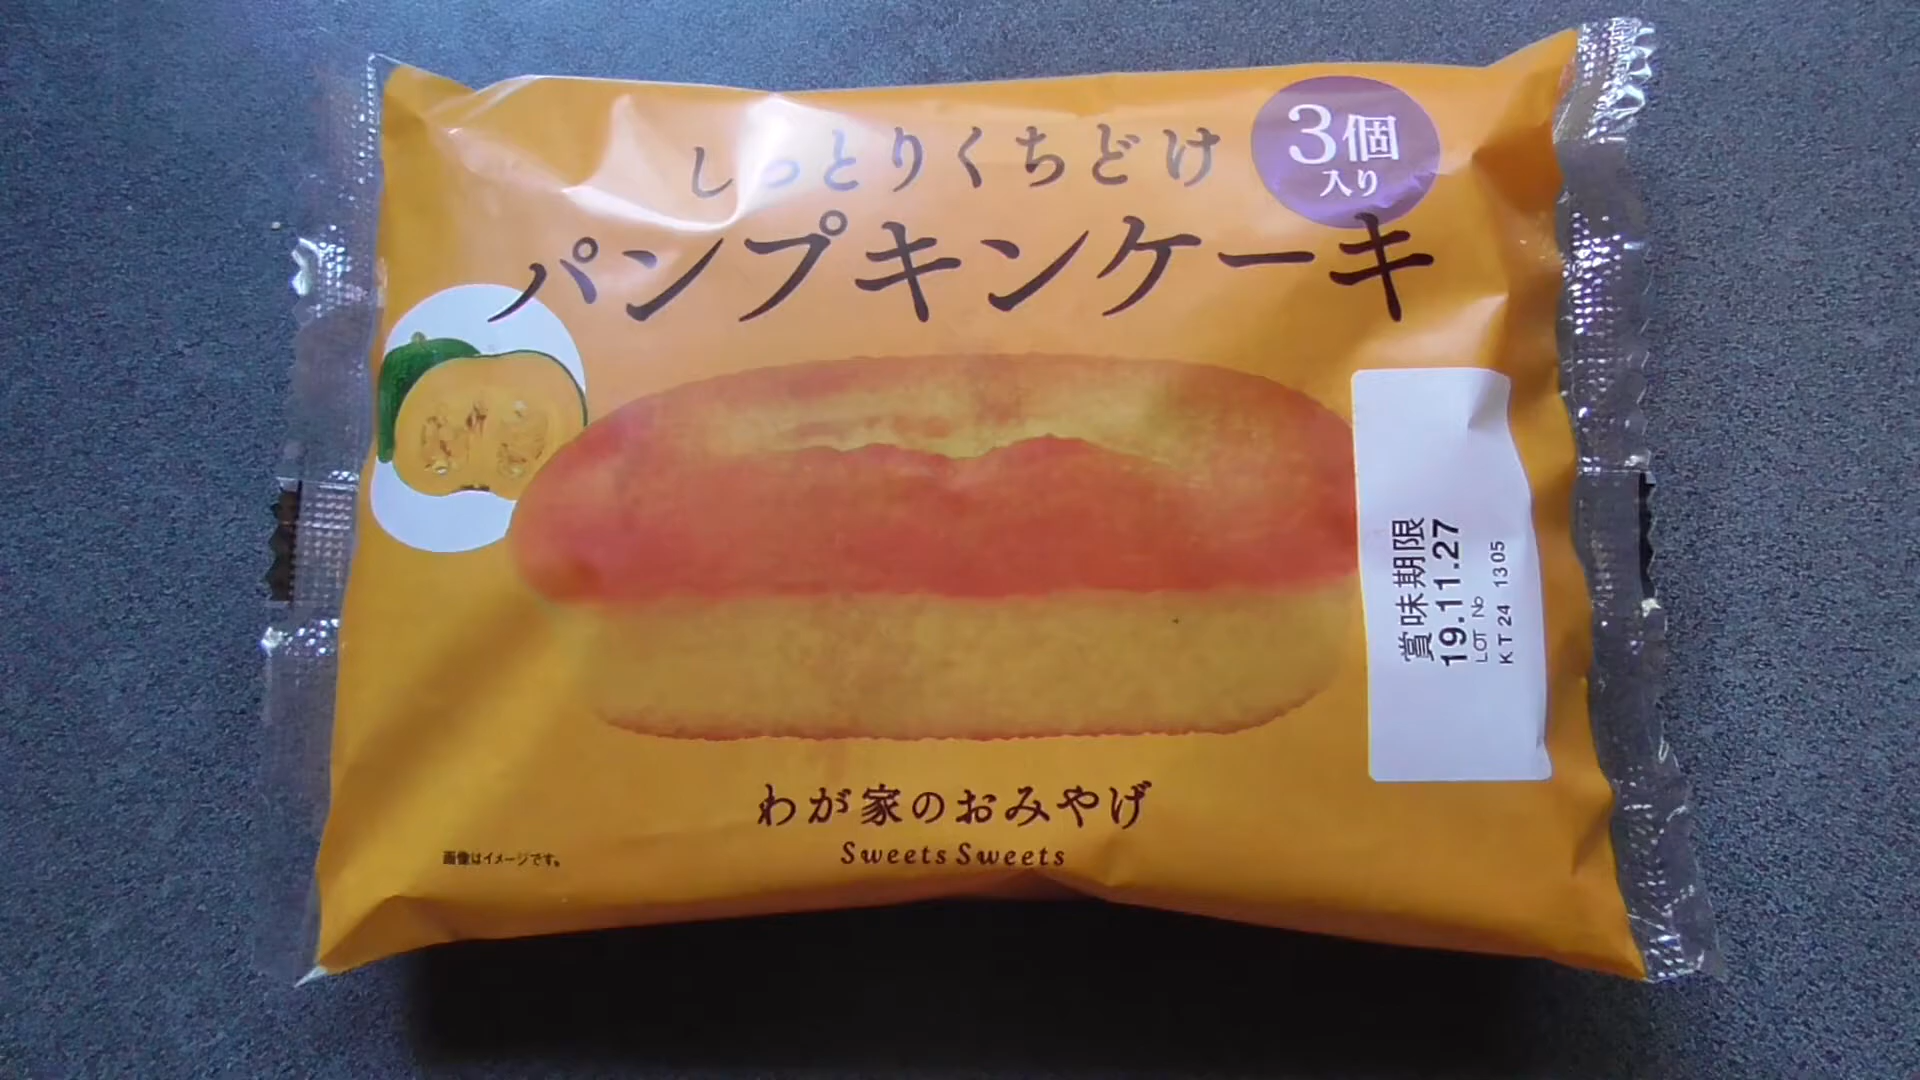 しっとりくちどけ
パンプキンケーキ
3個
入り
賞味期限
19.11.27
LOT No
KT24 1305
わが家のおみやげ
Sweets Sweets
画像はイメージです。